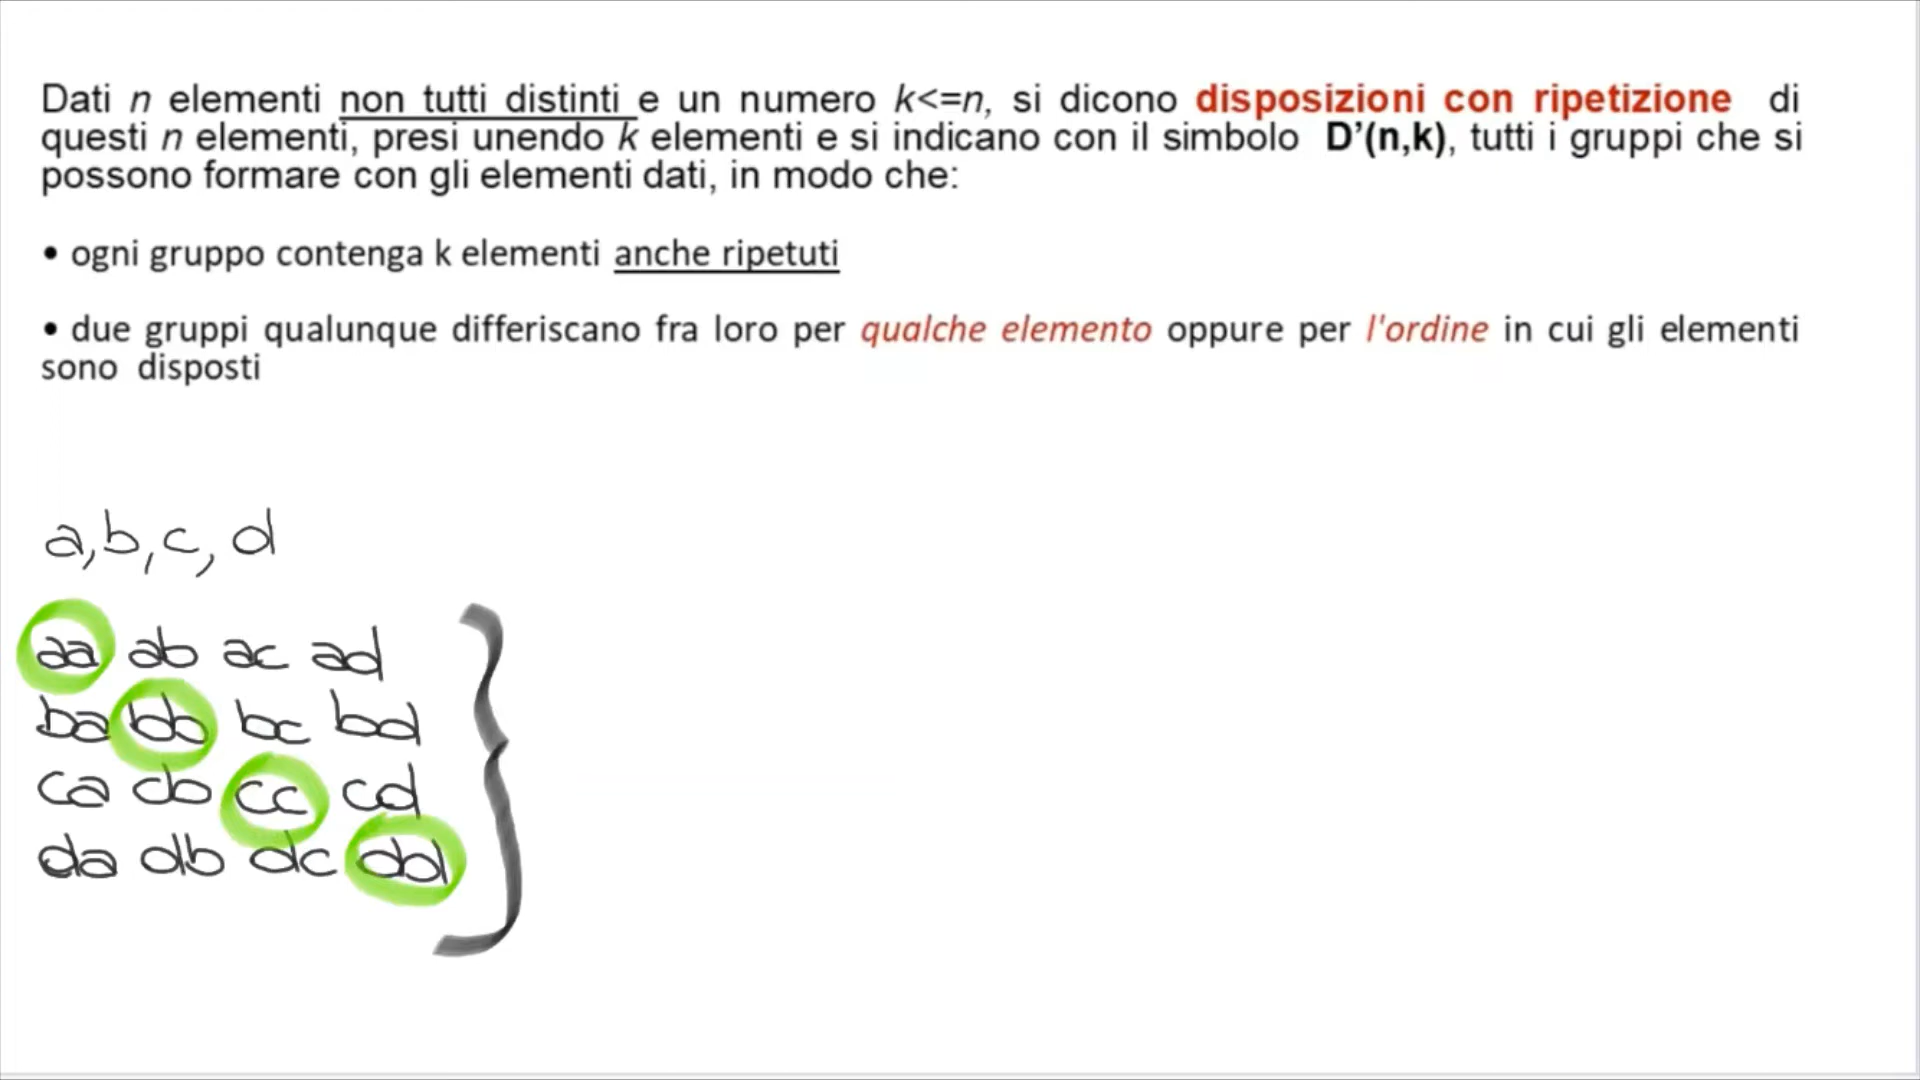 Dati n elementi non tutti distinti e un numero k<=n, si dicono disposizioni con ripetizione di
questi n elementi, presi unendo k elementi e si indicano con il simbolo D’(n,k), tutti i gruppi che si
possono formare con gli elementi dati, in modo che:
• ogni gruppo contenga k elementi anche ripetuti
• due gruppi qualunque differiscano fra loro per qualche elemento oppure per l'ordine in cui gli elementi
sono disposti
a, b, c, d
aa ab ac ad
ba bb bc bd
ca cb cc cd
da db dc dd